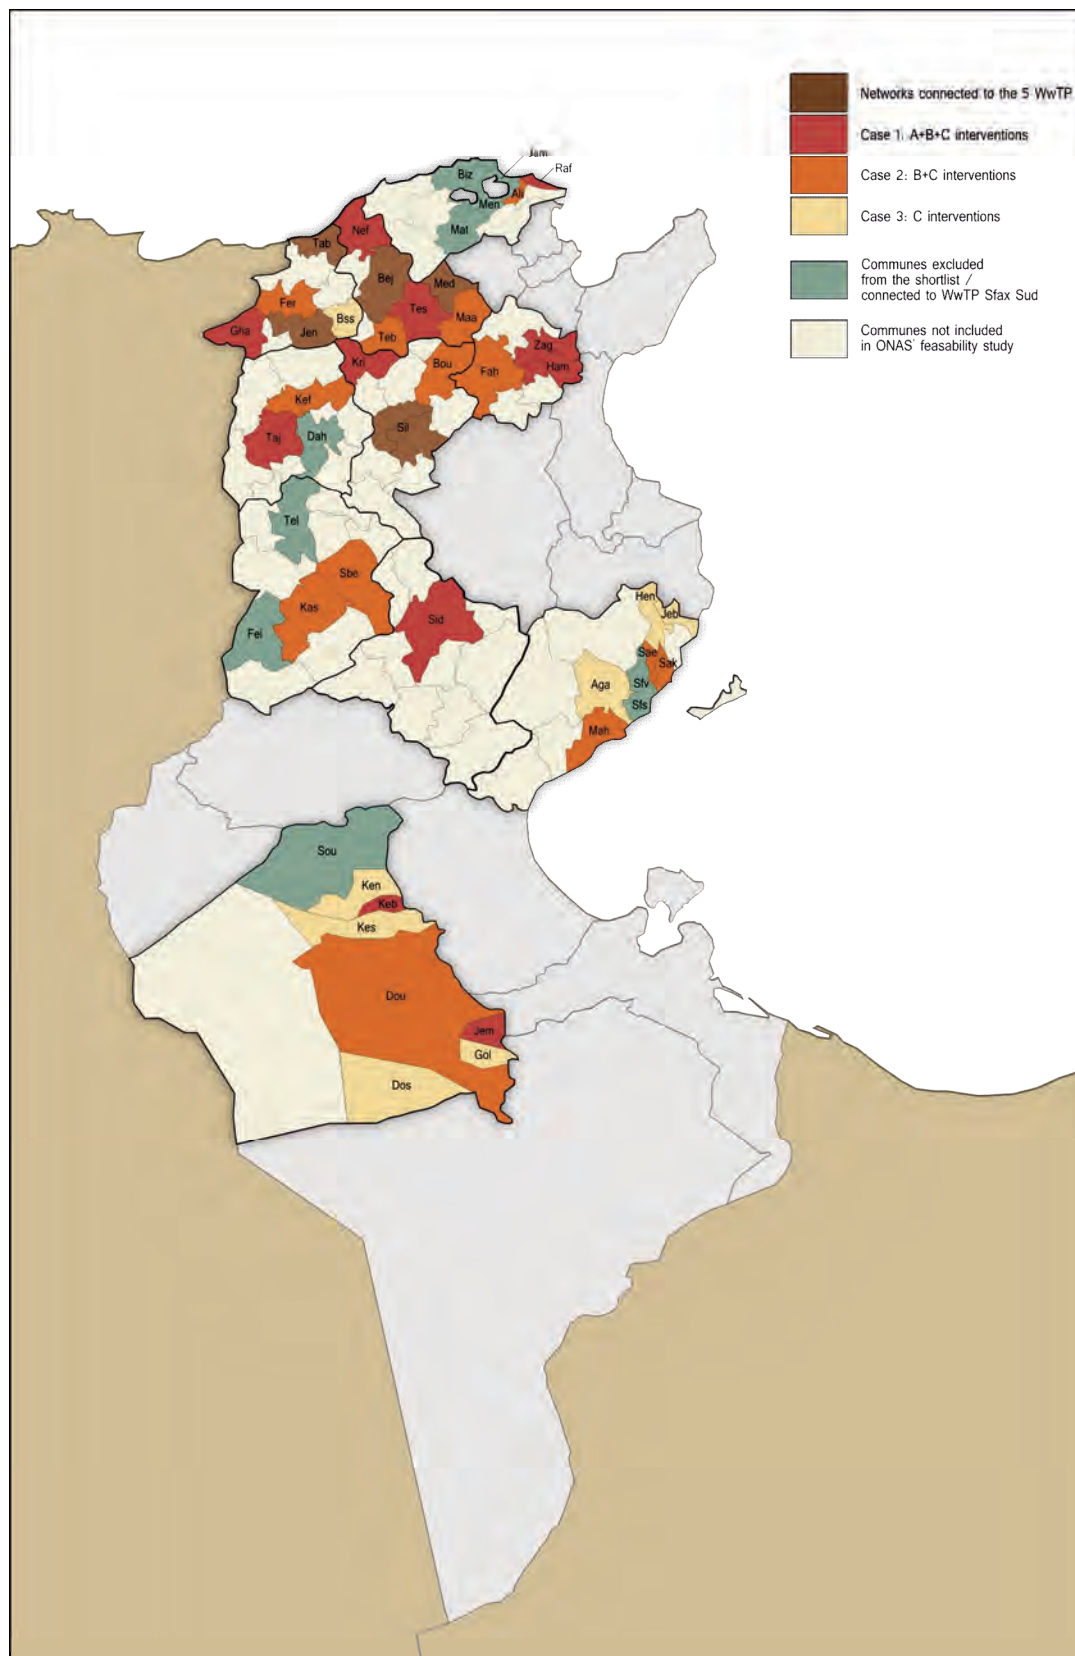 Networks connected to the 5 WwTP
Case 1: A+B+C interventions
Case 2: B+C interventions
Case 3: C interventions
Communes excluded
from the shortlist /
connected to WwTP Sfax Sud
Communes not included
in ONAS' feasability study
Jam
Raf
Biz
Ali
Men
Mat
Nef
Tab
Bej
Med
Fer
Tes
Bss
Maa
Gha
Jen
Teb
Zag
Kri
Bou
Fah
Ham
Kef
Sil
Taj
Dah
Tel
Sbe
Kas
Hen
Jeb
Sid
Fei
Sae
Sak
Aga
Sfv
Sfs
Mah
Sou
Ken
Keb
Kes
Dou
Jem
Gol
Dos